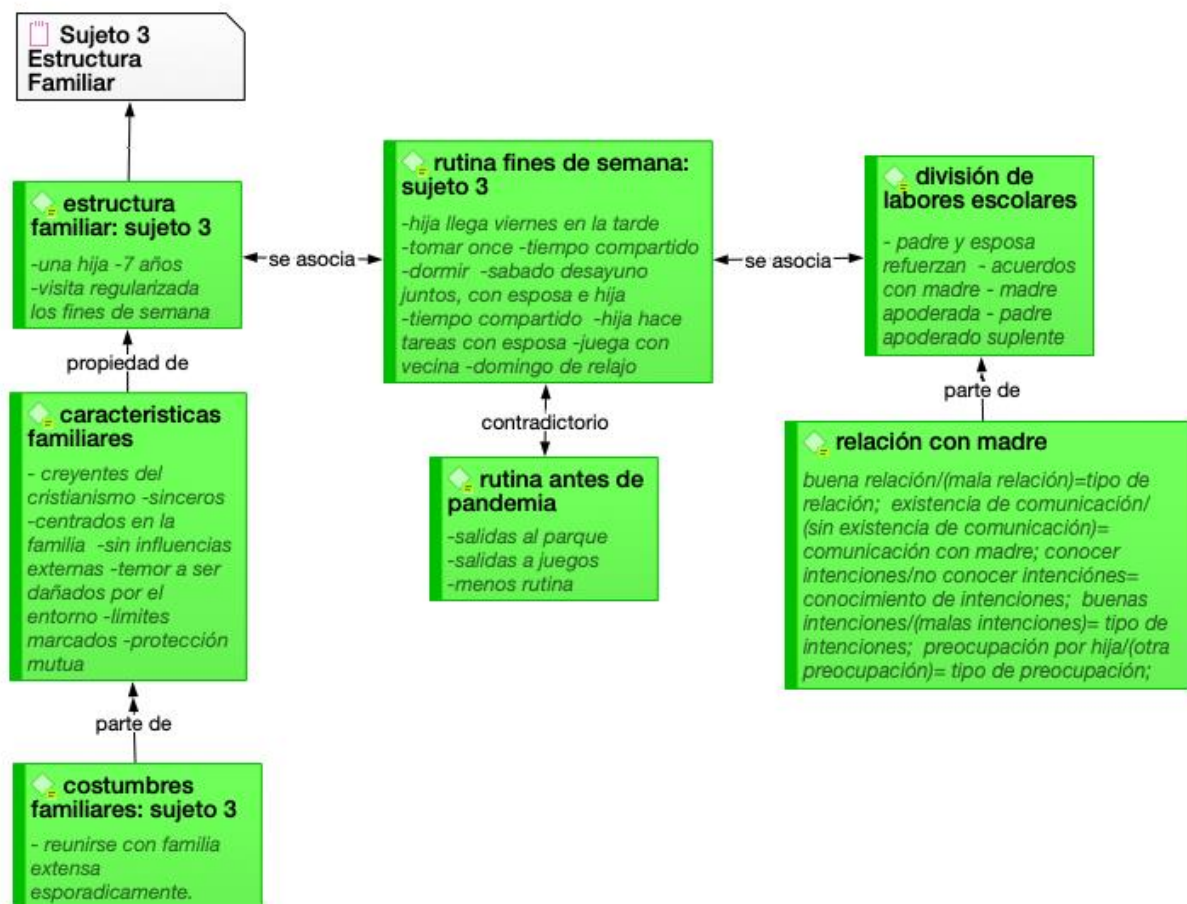 Sujeto 3
Estructura
Familiar
estructura
familiar: sujeto 3
-una hija -7 años
-visita regularizada
los fines de semana
se asocia
rutina fines de semana:
sujeto 3
-hija llega viernes en la tarde
-tomar once -tiempo compartido
-dormir -sabado desayuno
juntos, con esposa e hija
-tiempo compartido -hija hace
tareas con esposa -juega con
vecina -domingo de relajo
se asocia
división de
labores escolares
- padre y esposa
refuerzan - acuerdos
con madre - madre
apoderada - padre
apoderado suplente
propiedad de
caracteristicas
familiares
- creyentes del
cristianismo -sinceros
-centrados en la
familia -sin influencias
externas -temor a ser
dañados por el
entorno -limites
marcados -protección
mutua
contradictorio
rutina antes de
pandemia
-salidas al parque
-salidas a juegos
-menos rutina
parte de
relación con madre
buena relación/(mala relación)=tipo de
relación; existencia de comunicación/
(sin existencia de comunicación)=
comunicación con madre; conocer
intenciones/no conocer intenciónes=
conocimiento de intenciones; buenas
intenciones/(malas intenciones)= tipo de
intenciones; preocupación por hija/(otra
preocupación)= tipo de preocupación;
parte de
costumbres
familiares: sujeto 3
- reunirse con familia
extensa
esporadicamente.